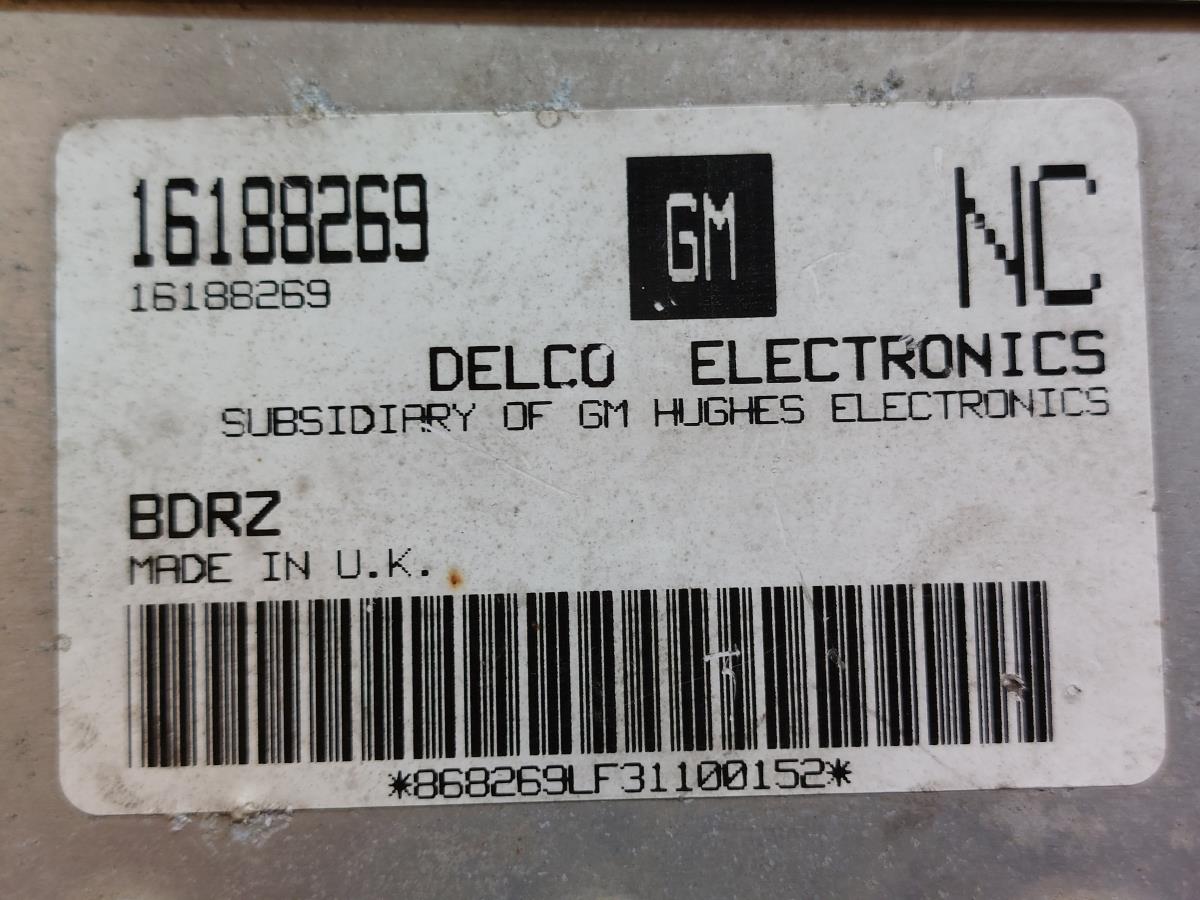 16188269
16188269
GM
NC
DELCO ELECTRONICS
SUBSIDIARY OF GM HUGHES ELECTRONICS
BDRZ
MADE IN U.K.
*868269LF31100152*